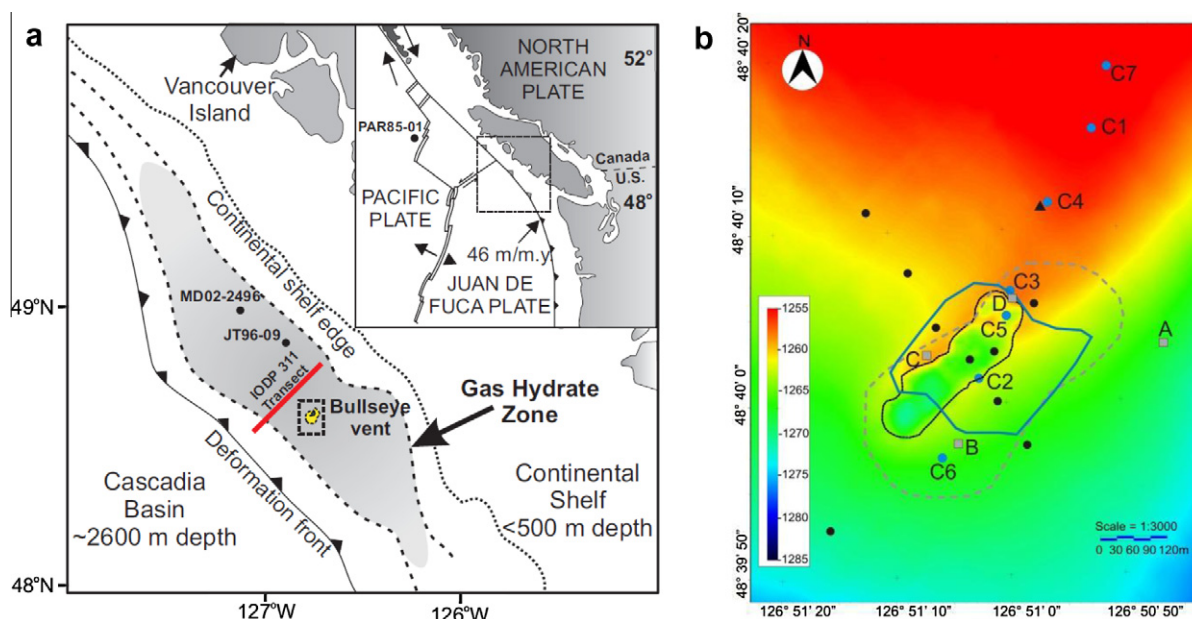 a
Vancouver
Island
49°N
48°N
127°W
126°W
Continental shelf edge
MD02-2496
JT96-09
IODP 311
Transect
Bullseye
vent
Gas Hydrate
Zone
Deformation front
Cascadia
Basin
~2600 m depth
Continental
Shelf
<500 m depth
NORTH
AMERICAN
PLATE
52°
PAR85-01
Canada
U.S.
48°
PACIFIC
PLATE
46 m/m.y.
JUAN DE
FUCA PLATE
b
N
48° 40' 20
48° 40' 10
48° 40' 0
48° 39' 50
126° 51' 20
126° 51' 10
126° 51' 0
126° 50' 50
C7
C1
C4
C3
D
C5
A
C
C2
B
C6
-1255
-1260
-1265
-1270
-1275
-1280
-1285
Scale = 1:3000
0 30 60 90 120m